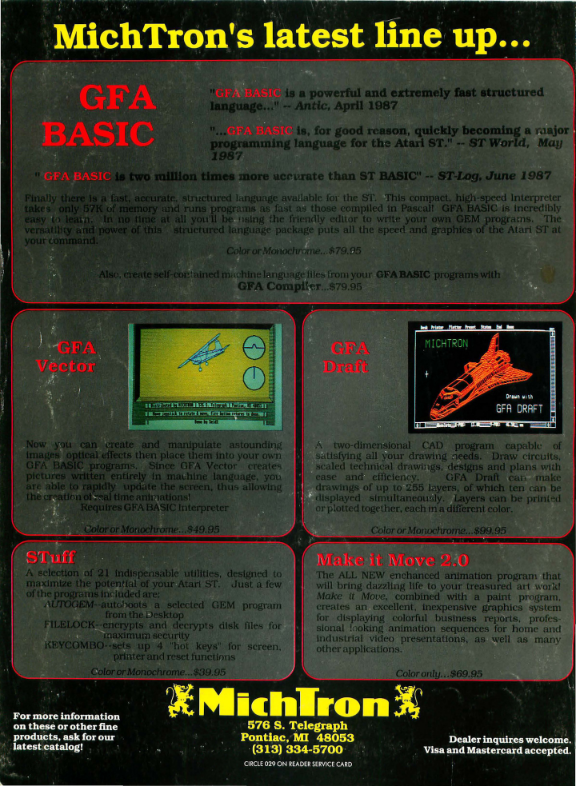 MichTron's latest line up...
GFA
BASIC
"GFA BASIC is a powerful and extremely fast structured
language..." -- Antic, April 1987
"...GFA BASIC is, for good reason, quickly becoming a major
programming language for the Atari ST." -- ST World, May
1987
" GFA BASIC is two million times more accurate than ST BASIC" -- ST-Log, June 1987
Finally there is a fast, accurate, structured language available for the ST. This compact, high-speed Interpreter
takes only 57K of memory and runs programs as fast as those compiled in Pascal! GFA BASIC is incredibly
easy to learn. In no time at all you'll be using the friendly editor to write your own GEM programs. The
versatility and power of this structured language package puts all the speed and graphics of the Atari ST at
your command.
Color or Monochrome...$79.95
Also, create self-contained machine language files from your GFA BASIC programs with
GFA Compiler...$79.95
GFA
Vector
Now you can create and manipulate astounding
images, optical effects then place them into your own
GFA BASIC programs. Since GFA Vector creates
pictures written entirely in machine language, you
are able to rapidly update the screen, thus allowing
the creation of real time animations!
Requires GFA BASIC Interpreter
Color or Monochrome...$49.95
GFA
Draft
Desk Printer Plotter Preset Status End Name
MICHTRON
Drawn with
GFA DRAFT
A two-dimensional CAD program capable of
satisfying all your drawing needs. Draw circuits,
scaled technical drawings, designs and plans with
ease and efficiency. GFA Draft can make
drawings of up to 255 layers, of which ten can be
displayed simultaneously. Layers can be printed
or plotted together, each in a different color.
Color or Monochrome...$99.95
STuff
A selection of 21 indispensable utilities, designed to
maximize the potential of your Atari ST. Just a few
of the programs included are:
AUTOGEM--autoboots a selected GEM program
from the Desktop
FILELOCK--encrypts and decrypts disk files for
maximum security
KEYCOMBO--sets up 4 "hot keys" for screen,
printer and reset functions
Color or Monochrome...$39.95
Make it Move 2.0
The ALL NEW enchanced animation program that
will bring dazzling life to your treasured art work!
Make it Move, combined with a paint program,
creates an excellent, inexpensive graphics system
for displaying colorful business reports, profes-
sional looking animation sequences for home and
industrial video presentations, as well as many
other applications.
Color only...$69.95
For more information
on these or other fine
products, ask for our
latest catalog!
MichTron
576 S. Telegraph
Pontiac, MI 48053
(313) 334-5700
CIRCLE 029 ON READER SERVICE CARD
Dealer inquires welcome.
Visa and Mastercard accepted.